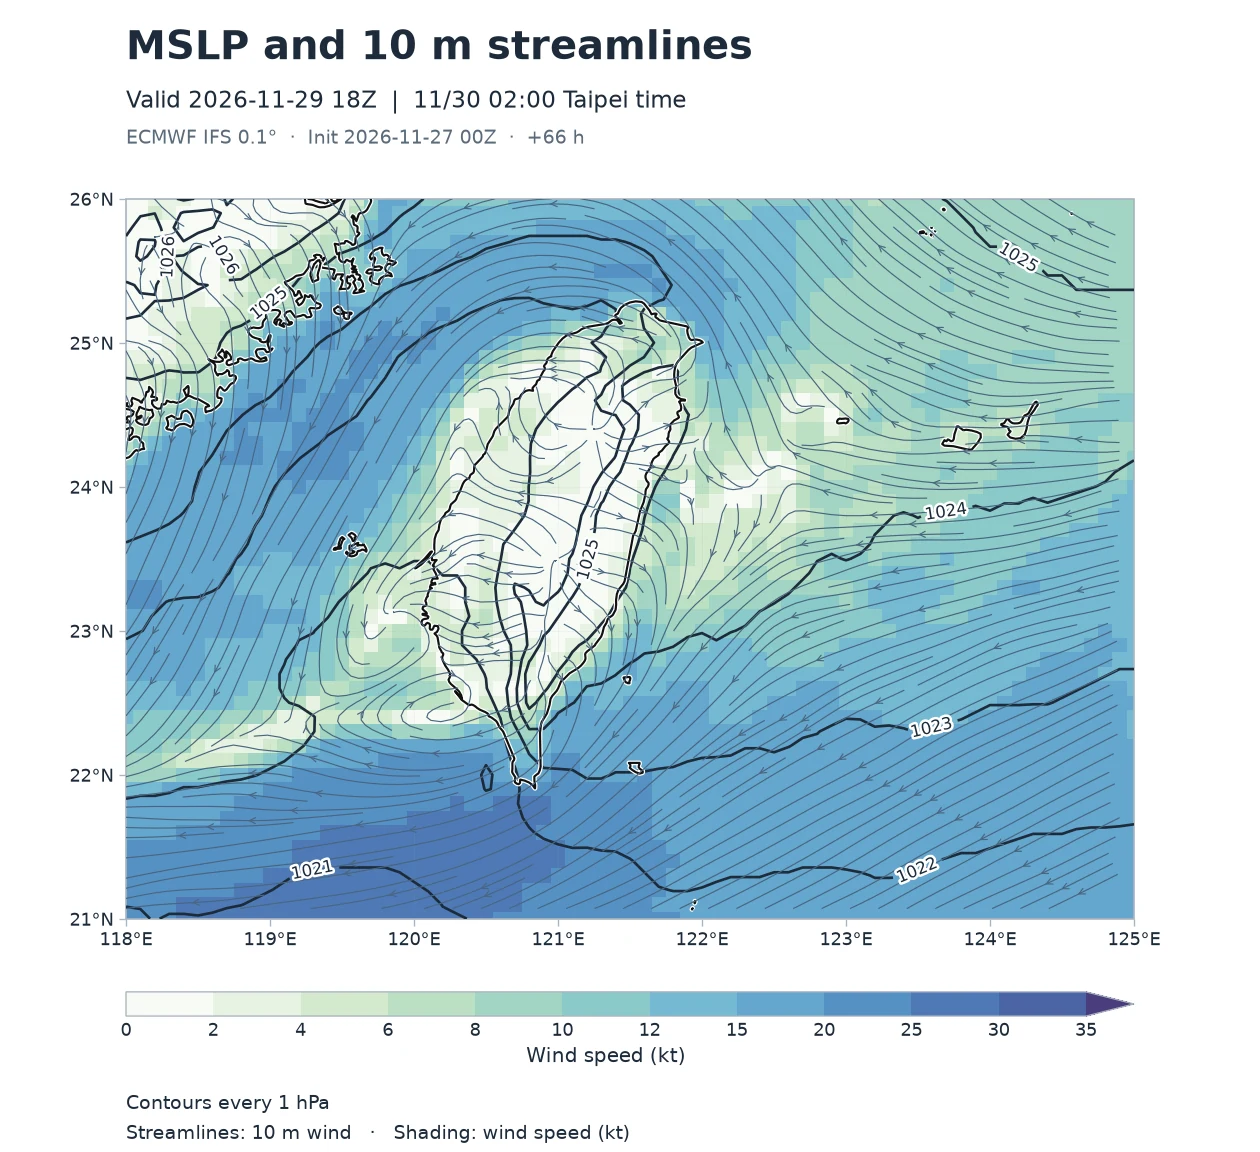 MSLP and 10 m streamlines
Valid 2026-11-29 18Z | 11/30 02:00 Taipei time
ECMWF IFS 0.1° · Init 2026-11-27 00Z · +66 h
26°N
25°N
24°N
23°N
22°N
21°N
1026
1026
1025
1025
1025
1024
1023
1022
1021
118°E 119°E 120°E 121°E 122°E 123°E 124°E 125°E
0 2 4 6 8 10 12 15 20 25 30 35
Wind speed (kt)
Contours every 1 hPa
Streamlines: 10 m wind · Shading: wind speed (kt)